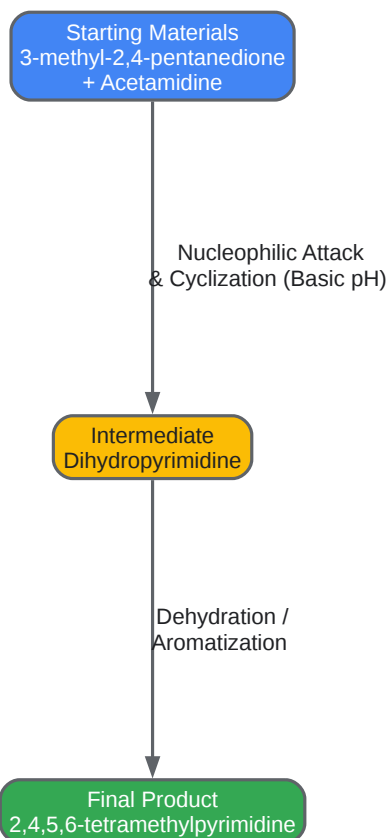 Starting Materials
3-methyl-2,4-pentanedione
+ Acetamidine
Nucleophilic Attack
& Cyclization (Basic pH)
Intermediate
Dihydropyrimidine
Dehydration /
Aromatization
Final Product
2,4,5,6-tetramethylpyrimidine